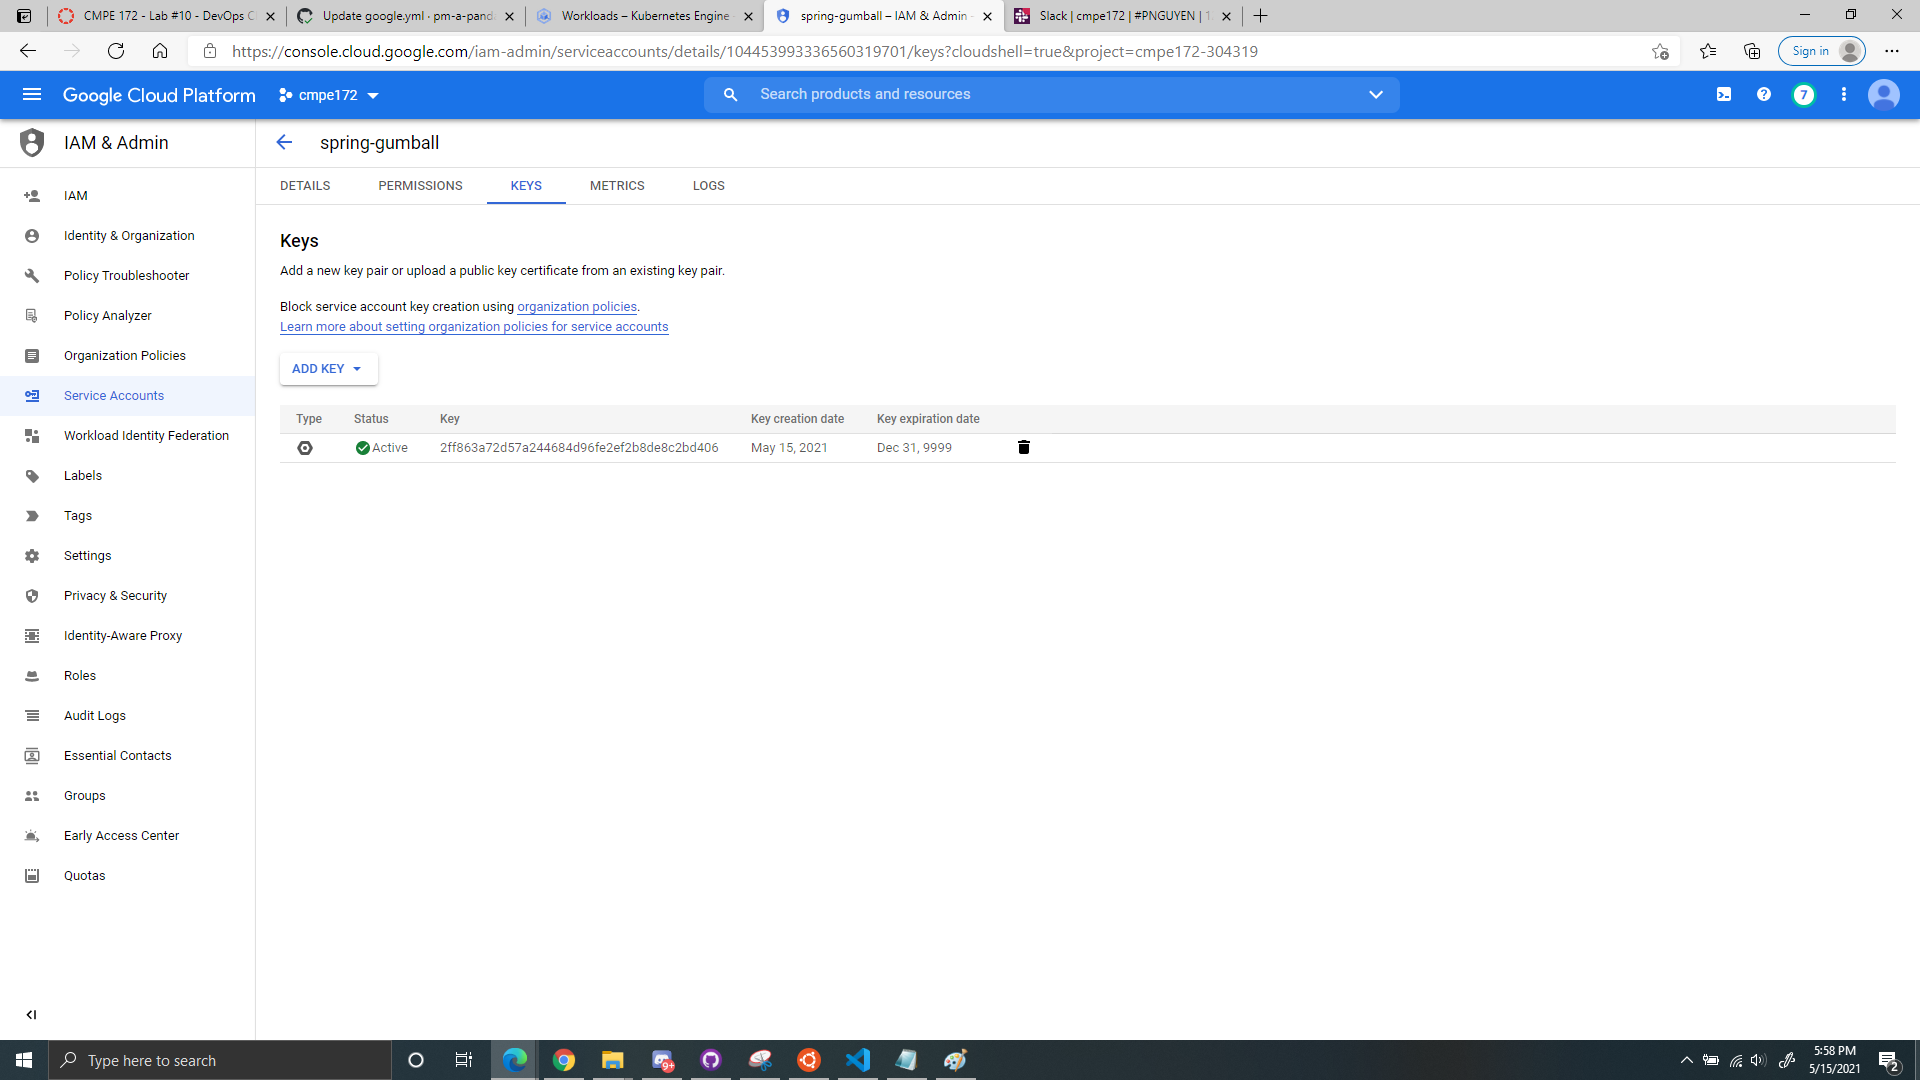 CMPE 172 - Lab #10 - DevOps C
Update google.yml · pm-a-pand
Workloads – Kubernetes Engine
spring-gumball – IAM & Admin -
Slack | cmpe172 | #PNGUYEN | 1
https://console.cloud.google.com/iam-admin/serviceaccounts/details/104453993336560319701/keys?cloudshell=true&project=cmpe172-304319
Sign in
Google Cloud Platform
cmpe172
Search products and resources
7
IAM & Admin
spring-gumball
DETAILS
PERMISSIONS
KEYS
METRICS
LOGS
IAM
Identity & Organization
Policy Troubleshooter
Policy Analyzer
Organization Policies
Service Accounts
Workload Identity Federation
Labels
Tags
Settings
Privacy & Security
Identity-Aware Proxy
Roles
Audit Logs
Essential Contacts
Groups
Early Access Center
Quotas
Keys
Add a new key pair or upload a public key certificate from an existing key pair.
Block service account key creation using organization policies.
Learn more about setting organization policies for service accounts
ADD KEY
Type Status Key Key creation date Key expiration date
Active 2ff863a72d57a244684d96fe2ef2b8de8c2bd406 May 15, 2021 Dec 31, 9999
Type here to search
9+
5:58 PM
5/15/2021
2